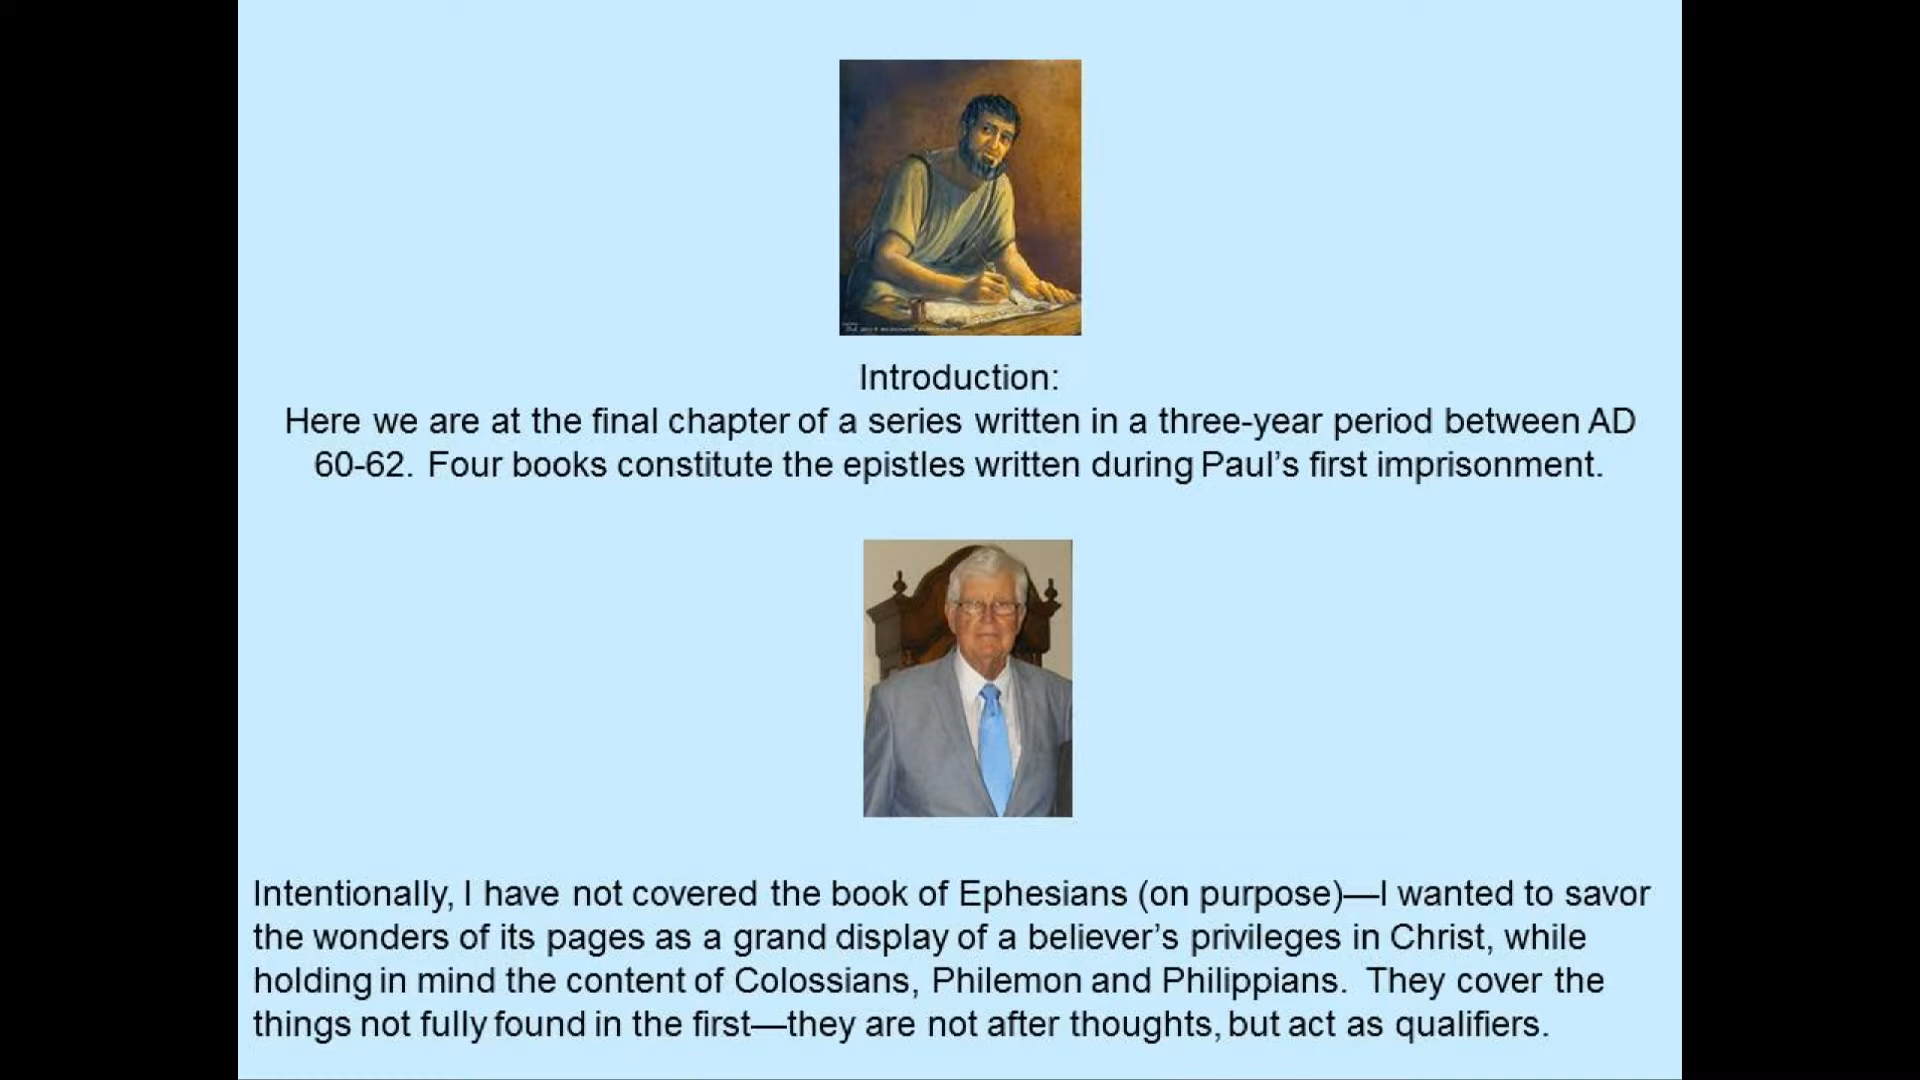 Introduction:
Here we are at the final chapter of a series written in a three-year period between AD
60-62. Four books constitute the epistles written during Paul’s first imprisonment.
Intentionally, I have not covered the book of Ephesians (on purpose)—I wanted to savor
the wonders of its pages as a grand display of a believer’s privileges in Christ, while
holding in mind the content of Colossians, Philemon and Philippians. They cover the
things not fully found in the first—they are not after thoughts, but act as qualifiers.